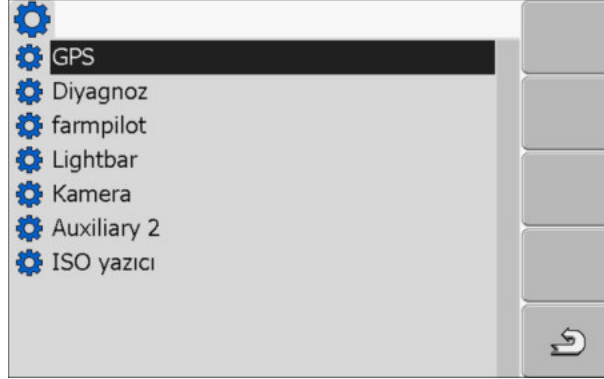 GPS
Diyagnoz
farmpilot
Lightbar
Kamera
Auxiliary 2
ISO yazıcı